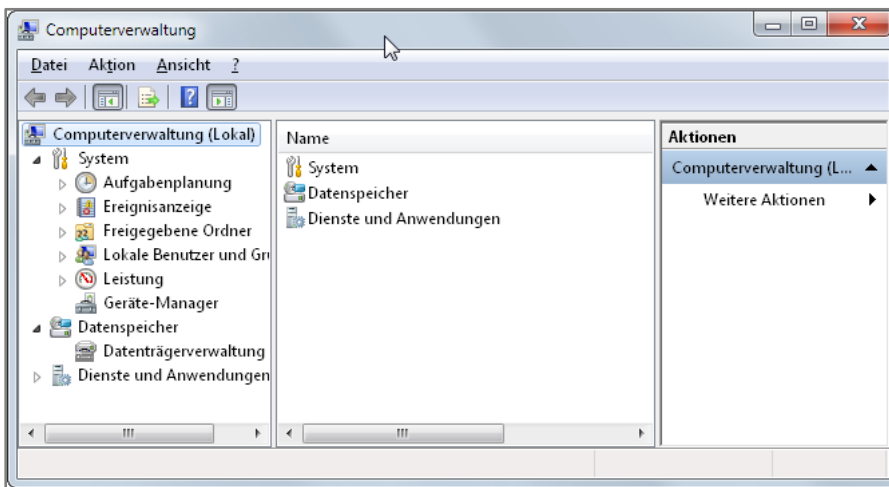 Computerverwaltung
Datei Aktion Ansicht ?
Computerverwaltung (Lokal)
System
Aufgabenplanung
Ereignisanzeige
Freigegebene Ordner
Lokale Benutzer und Gru
Leistung
Geräte-Manager
Datenspeicher
Datenträgerverwaltung
Dienste und Anwendungen
Name
System
Datenspeicher
Dienste und Anwendungen
Aktionen
Computerverwaltung (L...
Weitere Aktionen